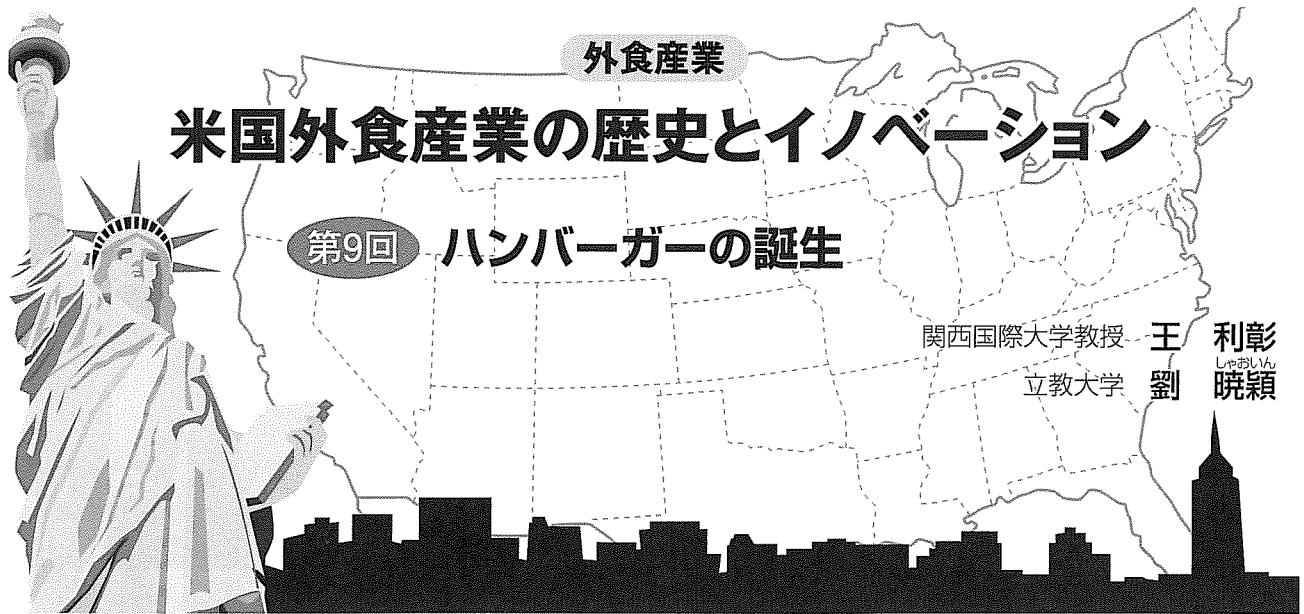 外食産業
米国外食産業の歴史とイノベーション
第9回 ハンバーガーの誕生
関西国際大学教授 王 利彰
しゃおいん
立教大学 劉 暁穎